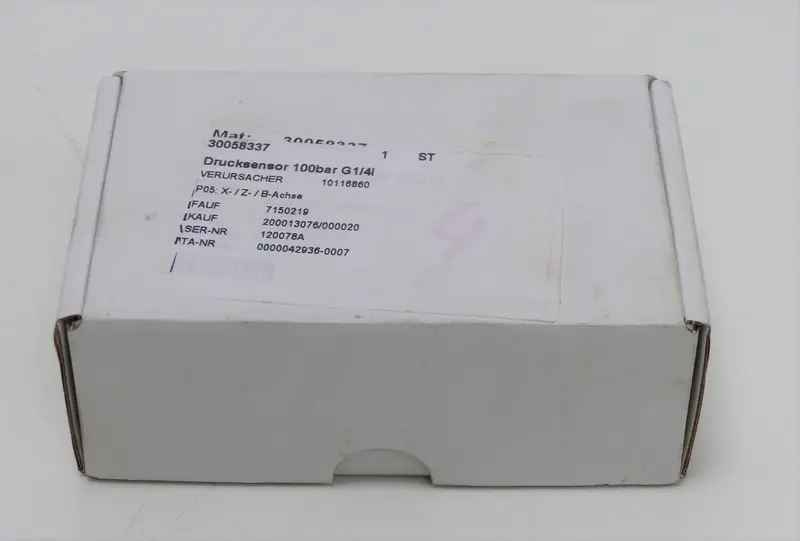 Mat: 30058337
30058337 1 ST
Drucksensor 100bar G1/4I
VERURSACHER 10116860
P05: X- / Z- / B-Achse
FAUF 7150219
KAUF 200013076/000020
SER-NR 120078A
TA-NR 0000042936-0007